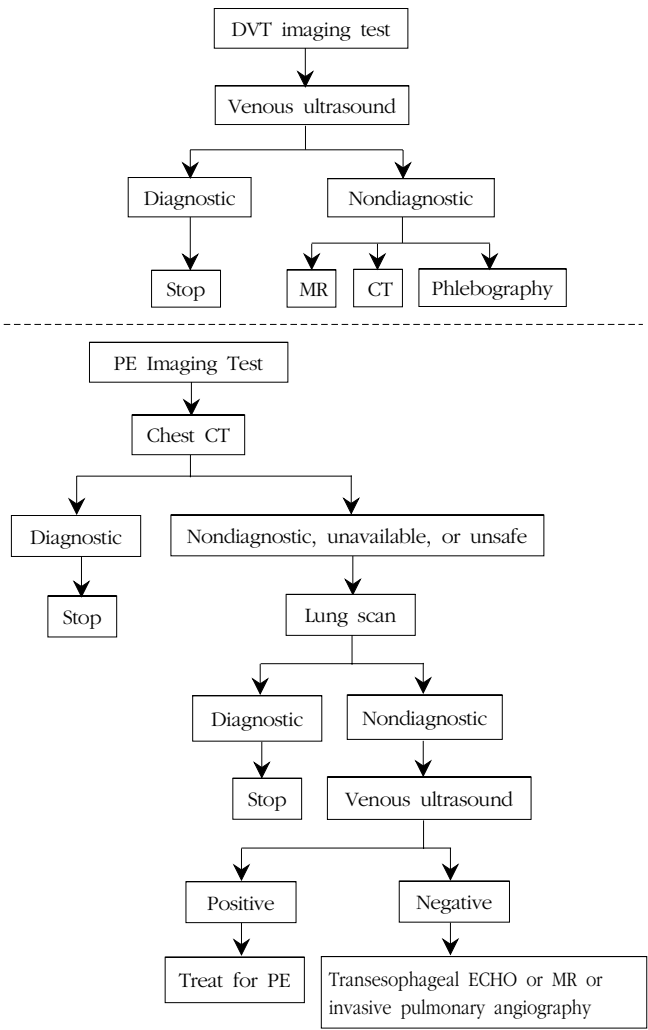 DVT imaging test
Venous ultrasound
Diagnostic
Nondiagnostic
Stop
MR
CT
Phlebography
PE Imaging Test
Chest CT
Diagnostic
Nondiagnostic, unavailable, or unsafe
Stop
Lung scan
Diagnostic
Nondiagnostic
Stop
Venous ultrasound
Positive
Negative
Treat for PE
Transesophageal ECHO or MR or
invasive pulmonary angiography